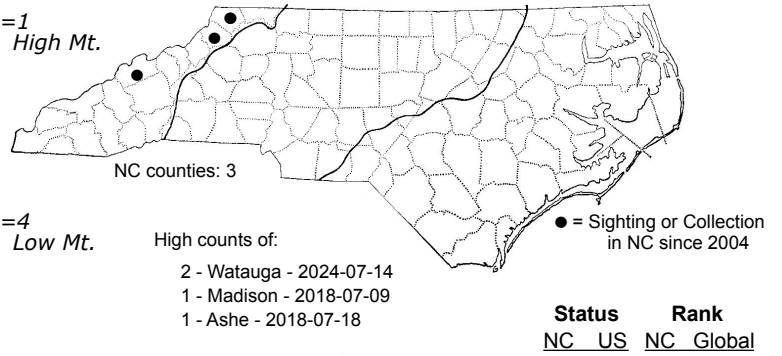 =1
High Mt.
NC counties: 3
=4
Low Mt.
High counts of:
2 - Watauga - 2024-07-14
1 - Madison - 2018-07-09
1 - Ashe - 2018-07-18
● = Sighting or Collection
in NC since 2004
Status Rank
NC US NC Global